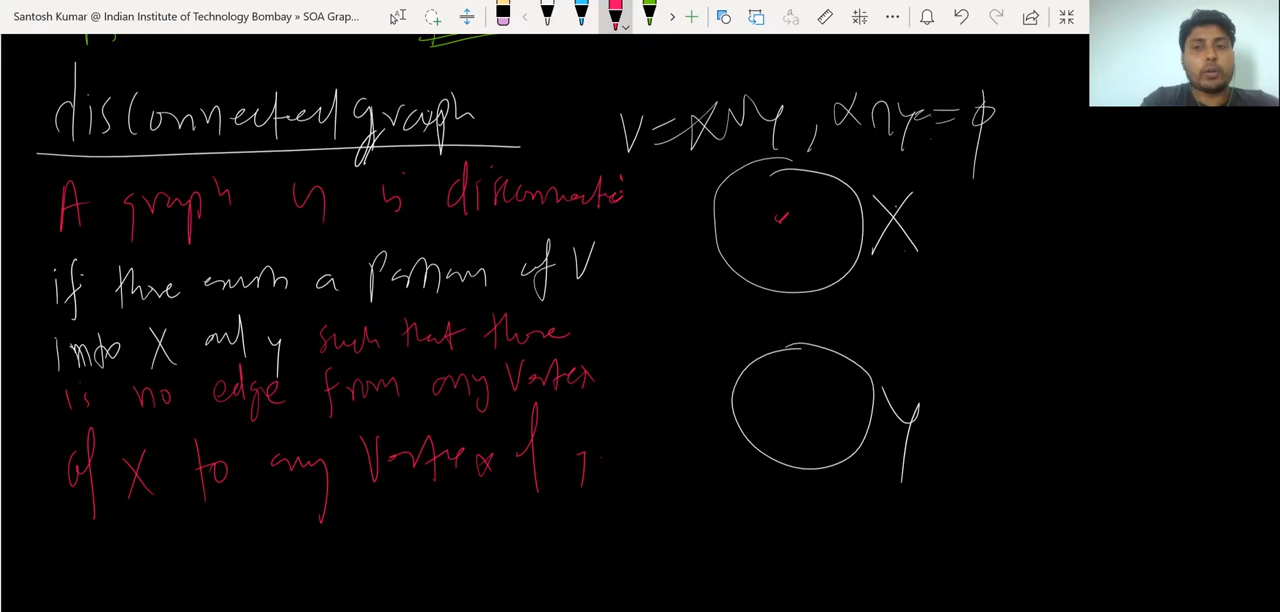 Santosh Kumar @ Indian Institute of Technology Bombay » SOA Grap...
disconnected graph
V = X ∪ Y , X ∩ Y = φ
A graph G is disconnected
X
if there exists a Partition of V
into X and y such that there
is no edge from any Vertex
Y
of X to any Vertex of